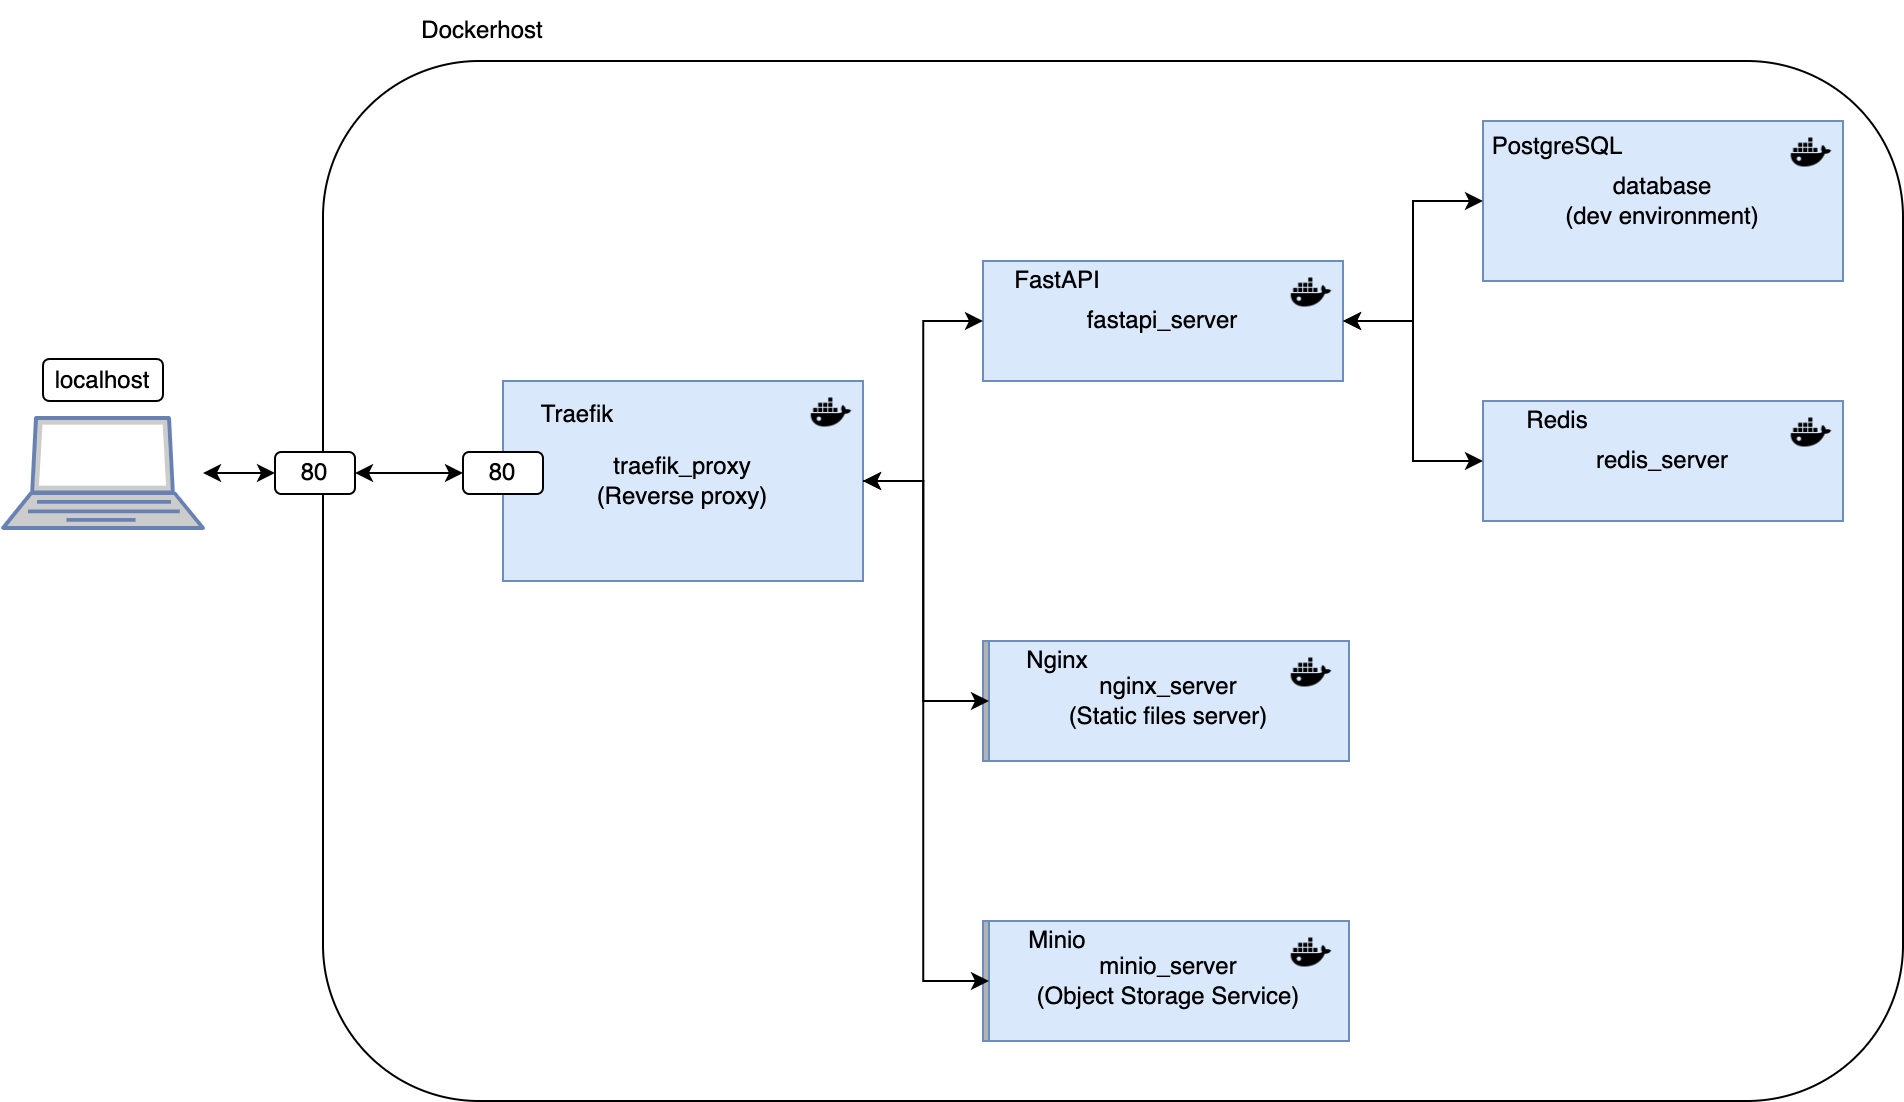 Dockerhost
PostgreSQL
database
(dev environment)
FastAPI
fastapi_server
localhost
Traefik
traefik_proxy
(Reverse proxy)
80
80
Redis
redis_server
Nginx
nginx_server
(Static files server)
Minio
minio_server
(Object Storage Service)